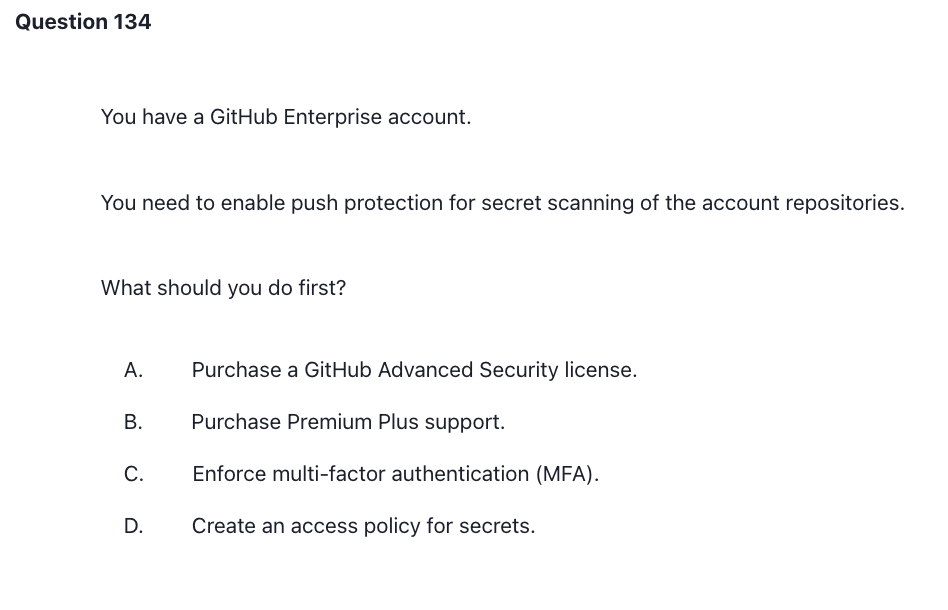 Question 134
You have a GitHub Enterprise account.
You need to enable push protection for secret scanning of the account repositories.
What should you do first?
A. Purchase a GitHub Advanced Security license.
B. Purchase Premium Plus support.
C. Enforce multi-factor authentication (MFA).
D. Create an access policy for secrets.